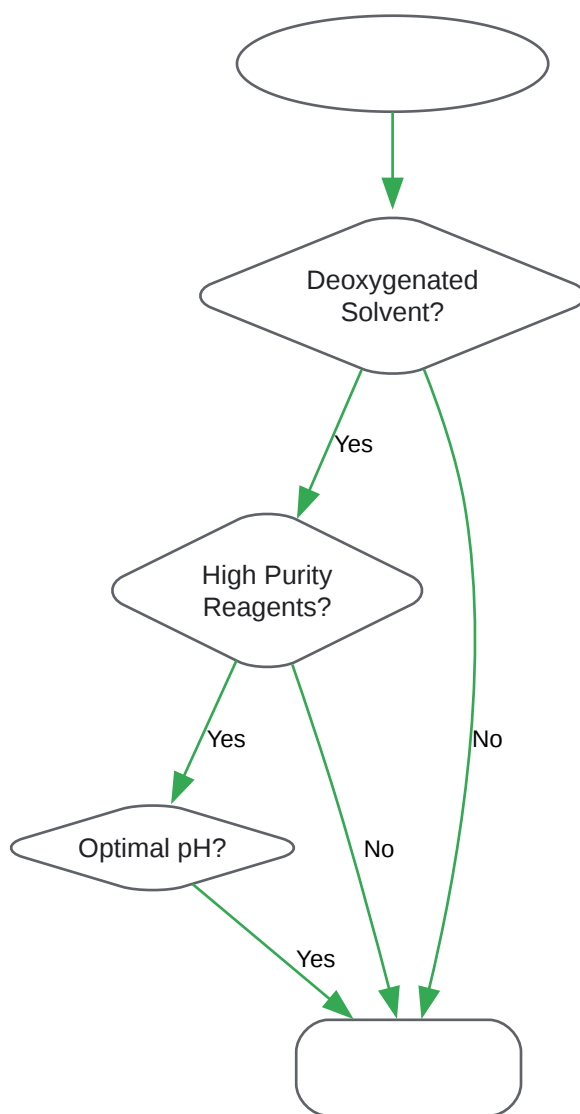 Deoxygenated
Solvent?
Yes
High Purity
Reagents?
Yes
No
Optimal pH?
No
Yes